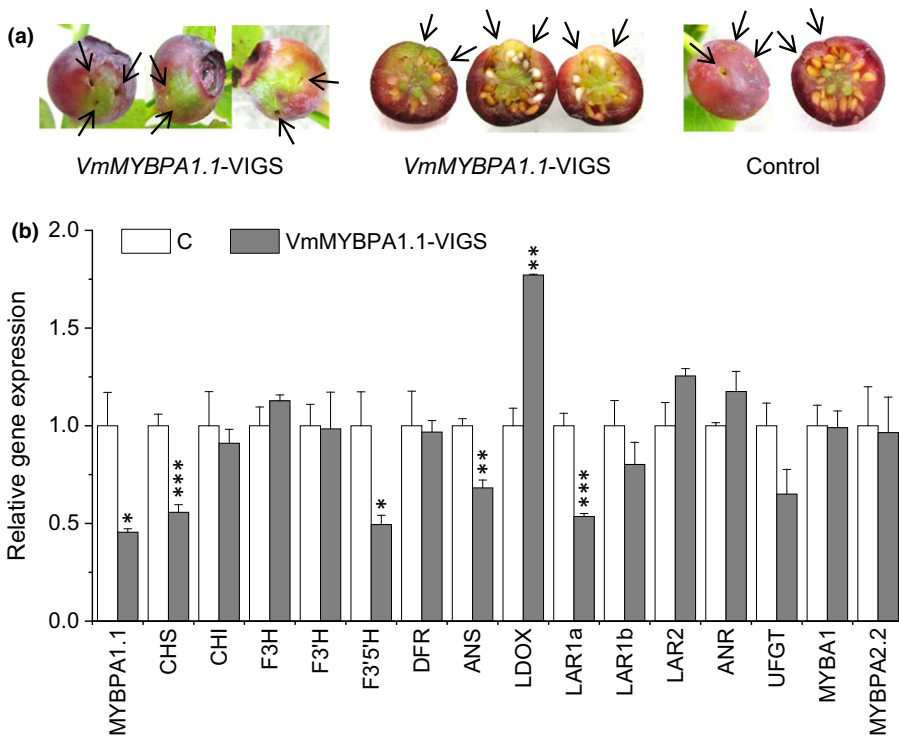 (a)
VmMYBPA1.1-VIGS VmMYBPA1.1-VIGS Control
(b)
C VmMYBPA1.1-VIGS
Relative gene expression
2.0
1.5
1.0
0.5
0.0
* *** * ** ** ***
MYBPA1.1 CHS CHI F3H F3'H F3'5'H DFR ANS LDOX LAR1a LAR1b LAR2 ANR UFGT MYBA1 MYBPA2.2